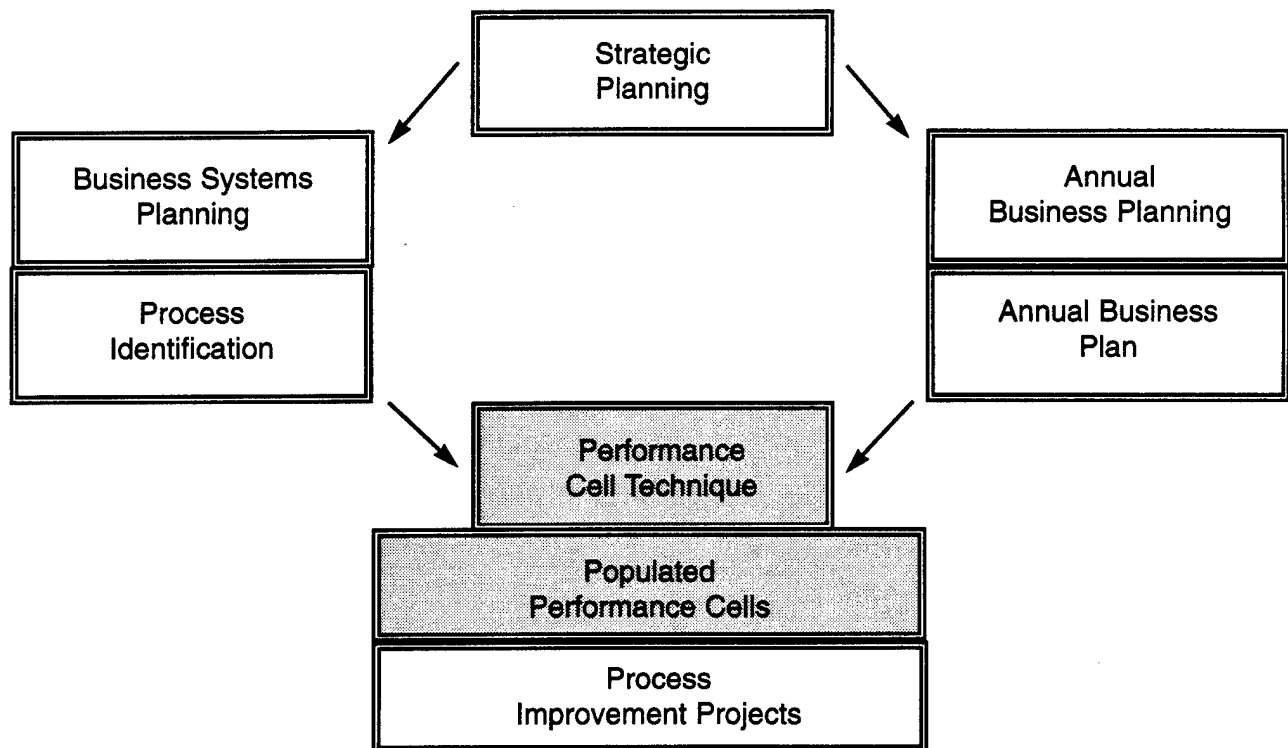 Strategic
Planning
Business Systems
Planning
Annual
Business Planning
Process
Identification
Annual Business
Plan
Performance
Cell Technique
Populated
Performance Cells
Process
Improvement Projects